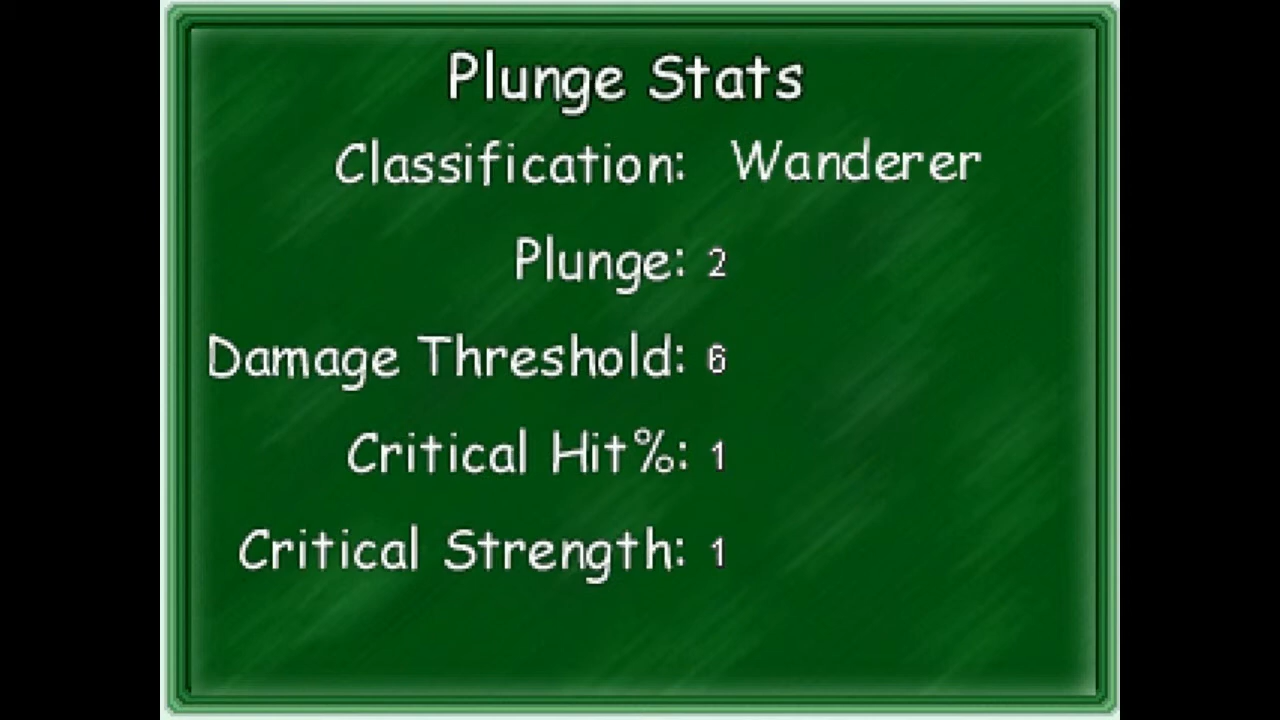 Plunge Stats
Classification: Wanderer
Plunge: 2
Damage Threshold: 6
Critical Hit%: 1
Critical Strength: 1